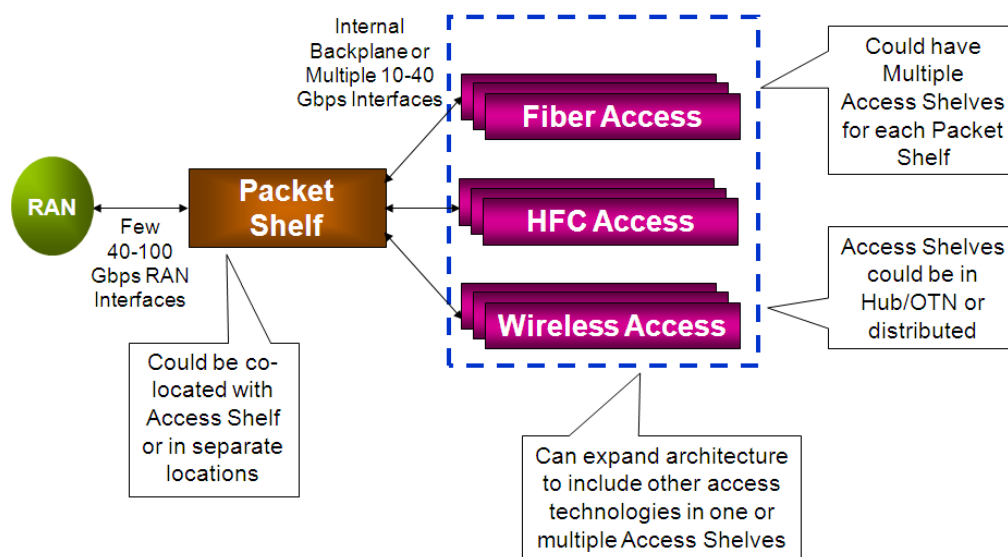 Internal
Backplane or
Multiple 10-40
Gbps Interfaces
Fiber Access
Could have
Multiple
Access Shelves
for each Packet
Shelf
RAN
Packet
Shelf
HFC Access
Few
40-100
Gbps RAN
Interfaces
Access Shelves
could be in
Hub/OTN or
distributed
Wireless Access
Could be co-
located with
Access Shelf
or in separate
locations
Can expand architecture
to include other access
technologies in one or
multiple Access Shelves